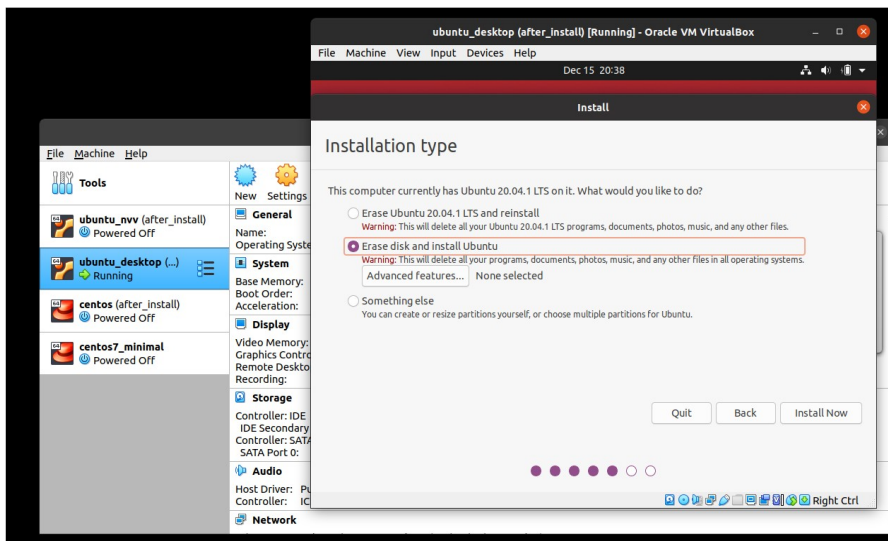 ubuntu_desktop (after_install) [Running] - Oracle VM VirtualBox
File Machine View Input Devices Help
Dec 15 20:38
Install
Installation type
This computer currently has Ubuntu 20.04.1 LTS on it. What would you like to do?
Erase Ubuntu 20.04.1 LTS and reinstall
Warning: This will delete all your Ubuntu 20.04.1 LTS programs, documents, photos, music, and any other files.
Erase disk and install Ubuntu
Warning: This will delete all your programs, documents, photos, music, and any other files in all operating systems.
Advanced features... None selected
Something else
You can create or resize partitions yourself, or choose multiple partitions for Ubuntu.
Quit Back Install Now
Right Ctrl
File Machine Help
Tools
64 ubuntu_nvv (after_install)
Powered Off
64 ubuntu_desktop (...)
Running
64 centos (after_install)
Powered Off
64 centos7_minimal
Powered Off
New Settings
General
Name:
Operating Syste
System
Base Memory:
Boot Order:
Acceleration:
Display
Video Memory:
Graphics Contro
Remote Deskto
Recording:
Storage
Controller: IDE
IDE Secondary
Controller: SATA
SATA Port 0:
Audio
Host Driver: Pu
Controller: IC
Network